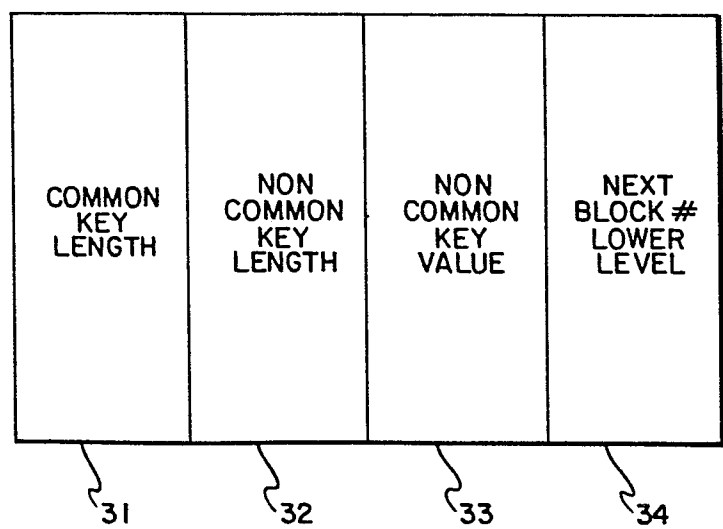 COMMON
KEY
LENGTH
NON
COMMON
KEY
LENGTH
NON
COMMON
KEY
VALUE
NEXT
BLOCK #
LOWER
LEVEL
31
32
33
34